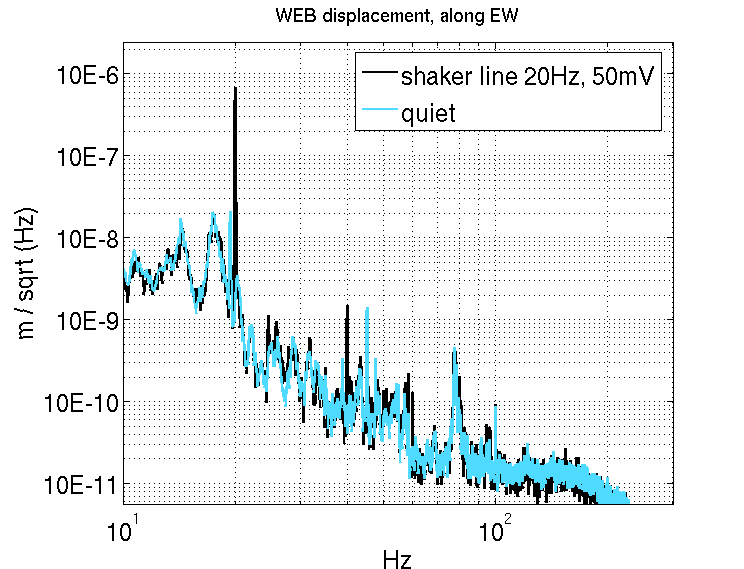 WEB displacement, along EW
10E-6
10E-7
10E-8
10E-9
10E-10
10E-11
m / sqrt (Hz)
shaker line 20Hz, 50mV
quiet
10^1
10^2
Hz